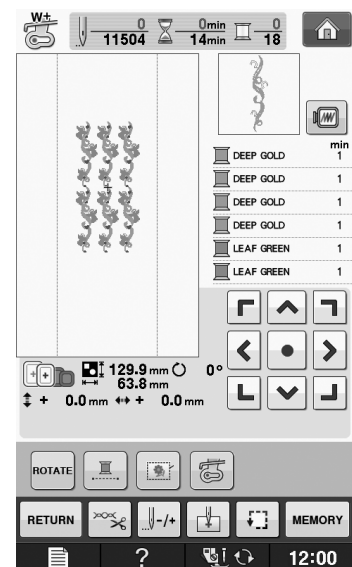 W+
0 0min 0
11504 14min 18
min
DEEP GOLD 1
DEEP GOLD 1
DEEP GOLD 1
DEEP GOLD 1
LEAF GREEN 1
LEAF GREEN 1
129.9 mm 0°
63.8 mm
+ 0.0 mm + 0.0 mm
ROTATE
RETURN -/+ MEMORY
? 12:00